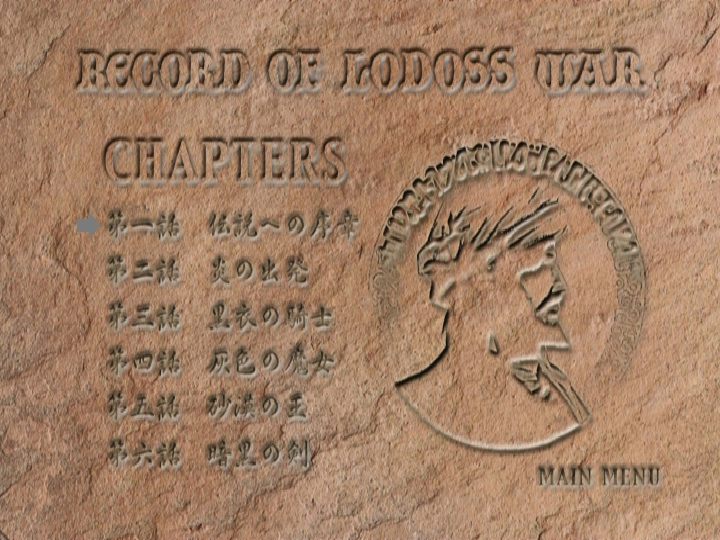 RECORD OF LODOSS WAR
CHAPTERS
第一話 伝説への序章
第二話 炎の出発
第三話 黒衣の騎士
第四話 灰色の魔女
第五話 砂漠の王
第六話 暗黒の剣
MAIN MENU